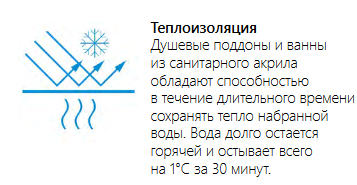 Теплоизоляция
Душевые поддоны и ванны
из санитарного акрила
обладают способностью
в течение длительного времени
сохранять тепло набранной
воды. Вода долго остается
горячей и остывает всего
на 1°С за 30 минут.